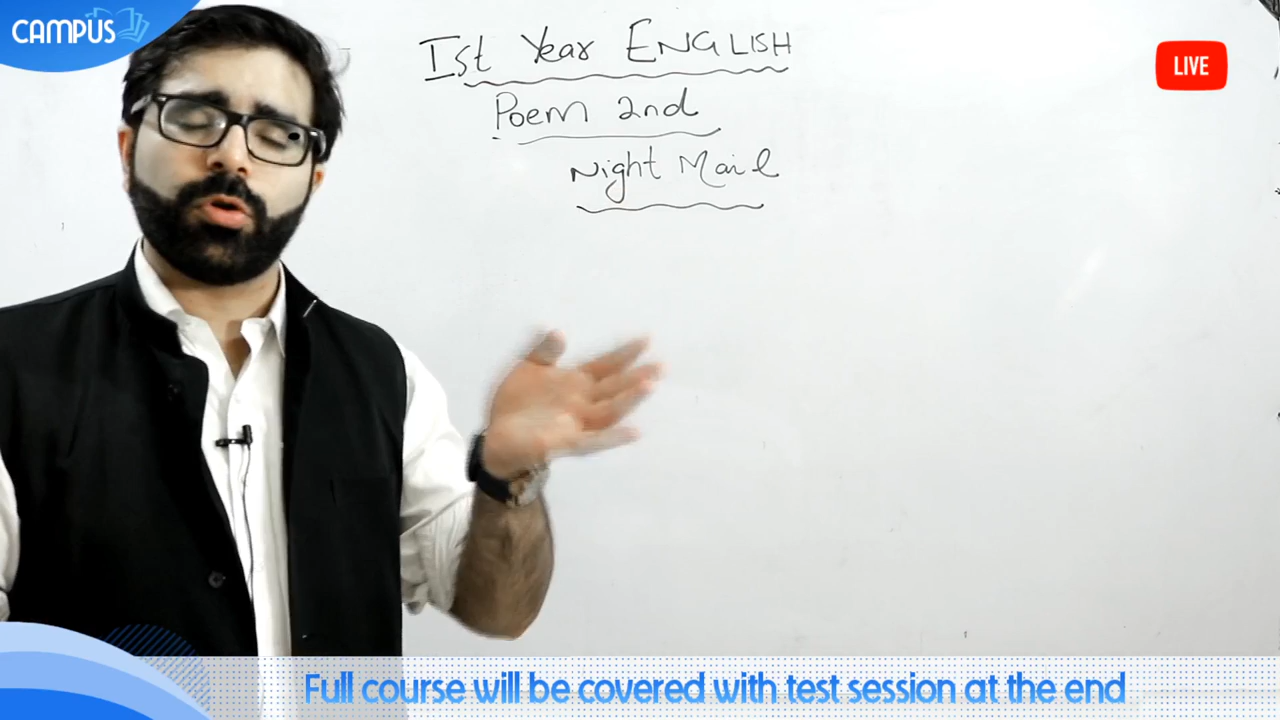 CAMPUS
Ist Year ENGLISH
LIVE
Poem 2nd
Night Mail
Full course will be covered with test session at the end